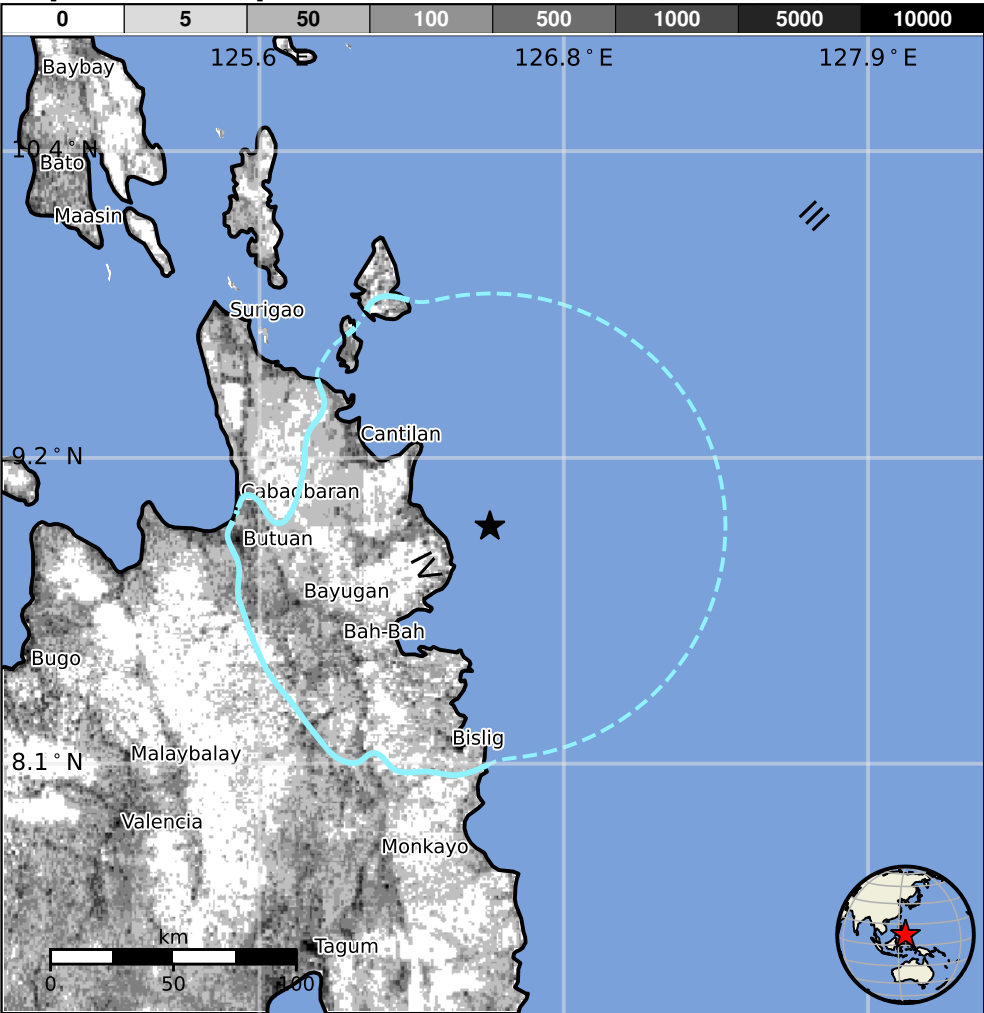 0 5 50 100 500 1000 5000 10000
125.6°E 126.8°E 127.9°E
Baybay
10.4°N
Bato
Maasin
Surigao
Cantilan
9.2°N
Cabadbaran
Butuan
Bayugan
Bah-Bah
Bugo
Bislig
Malaybalay
8.1°N
Valencia
Monkayo
km
Tagum
0 50 100